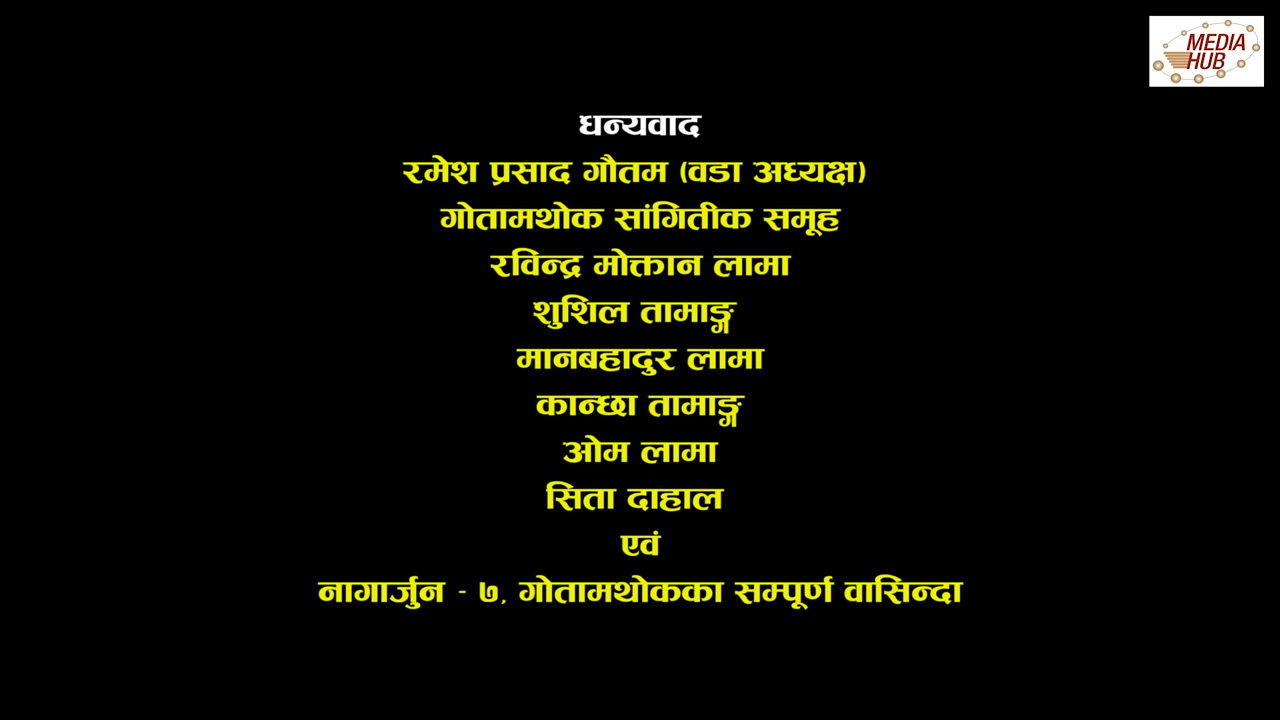 MEDIA
HUB
धन्यवाद
रमेश प्रसाद गौतम (वडा अध्यक्ष)
गोतामथोक सांगितीक समूह
रविन्द्र मोक्तान लामा
शुशिल तामाङ्ग
मानबहादुर लामा
कान्छा तामाङ्ग
ओम लामा
सिता दाहाल
एवं
नागार्जुन - ७, गोतामथोकका सम्पूर्ण वासिन्दा